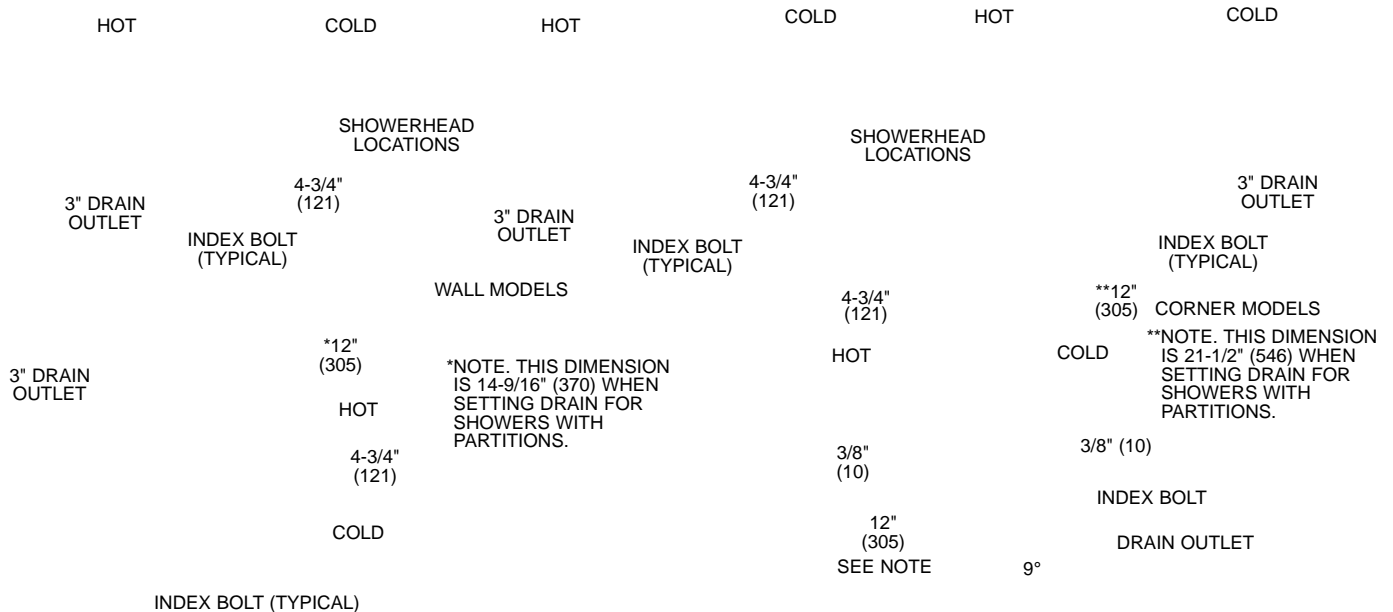 HOT
COLD
HOT
COLD
HOT
COLD
SHOWERHEAD
LOCATIONS
SHOWERHEAD
LOCATIONS
4-3/4"
(121)
4-3/4"
(121)
3" DRAIN
OUTLET
3" DRAIN
OUTLET
3" DRAIN
OUTLET
INDEX BOLT
(TYPICAL)
INDEX BOLT
(TYPICAL)
INDEX BOLT
(TYPICAL)
WALL MODELS
4-3/4"
(121)
**12"
(305)
CORNER MODELS
*12"
(305)
HOT
COLD
**NOTE. THIS DIMENSION
IS 21-1/2" (546) WHEN
SETTING DRAIN FOR
SHOWERS WITH
PARTITIONS.
3" DRAIN
OUTLET
*NOTE. THIS DIMENSION
IS 14-9/16" (370) WHEN
SETTING DRAIN FOR
SHOWERS WITH
PARTITIONS.
HOT
4-3/4"
(121)
3/8"
(10)
3/8" (10)
INDEX BOLT
COLD
12"
(305)
SEE NOTE
9°
DRAIN OUTLET
INDEX BOLT (TYPICAL)